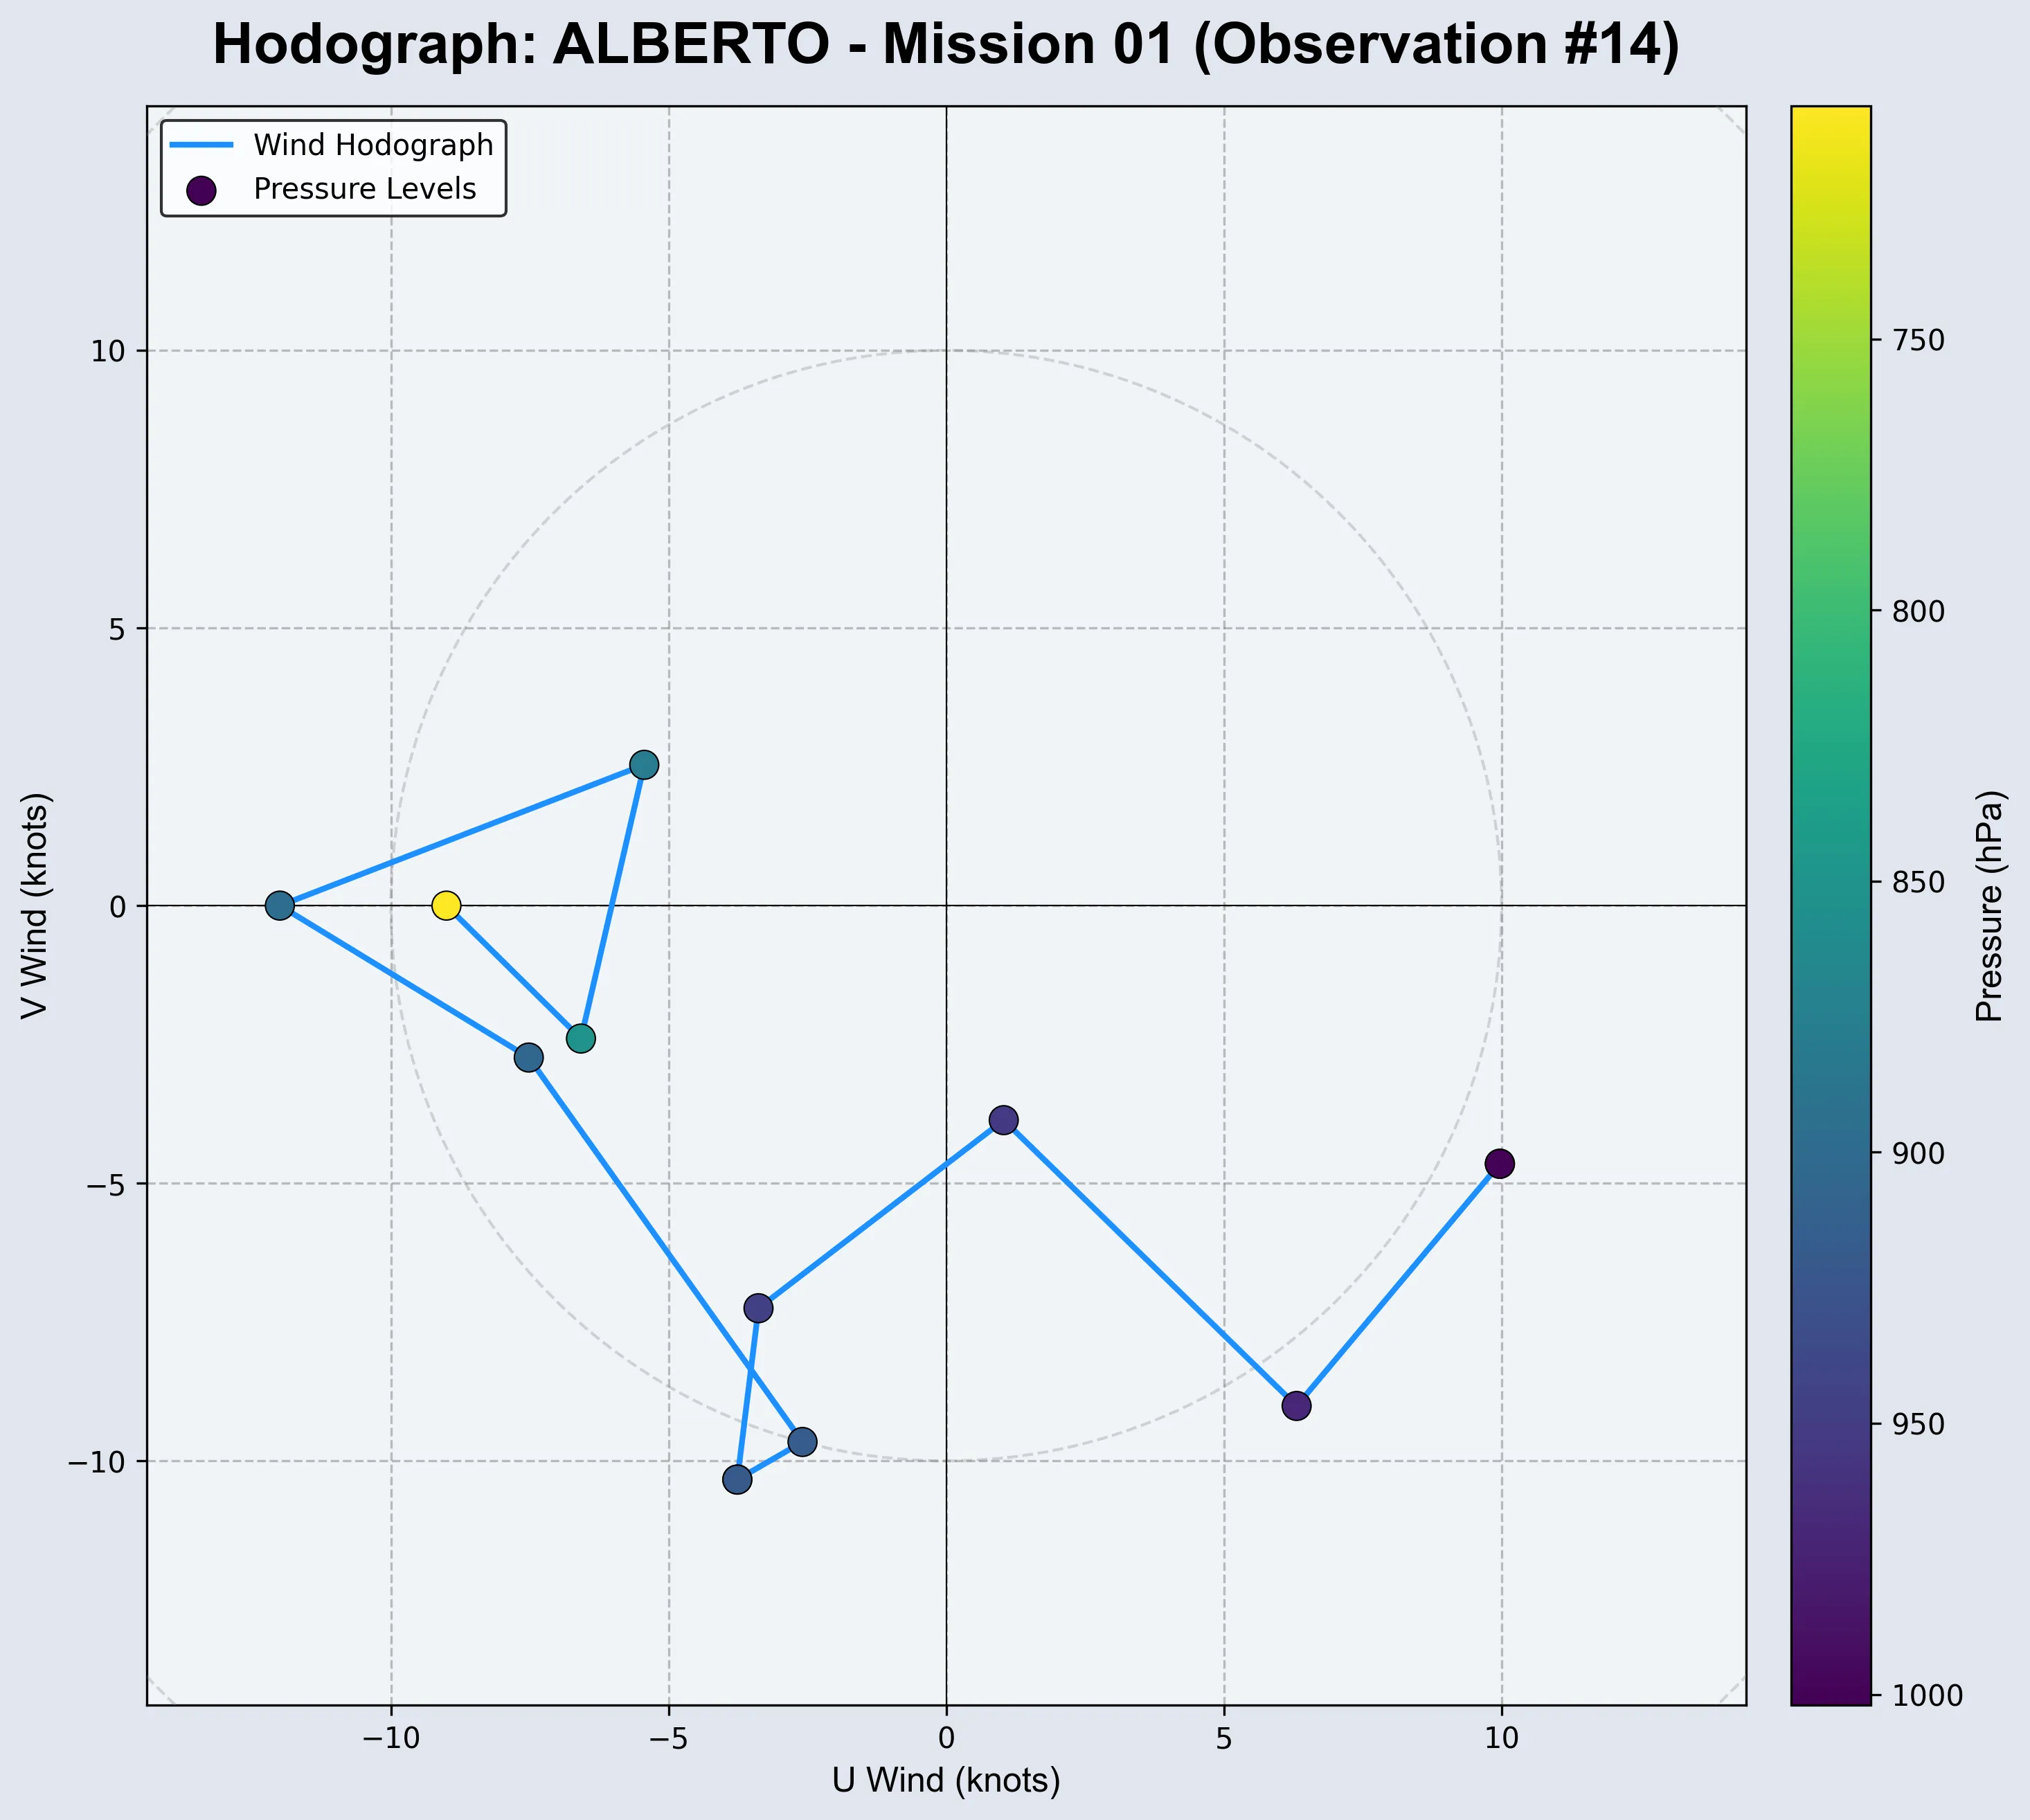 Hodograph: ALBERTO - Mission 01 (Observation #14)
Wind Hodograph
Pressure Levels
10
5
0
−5
−10
V Wind (knots)
−10
−5
0
5
10
U Wind (knots)
750
800
850
900
950
1000
Pressure (hPa)